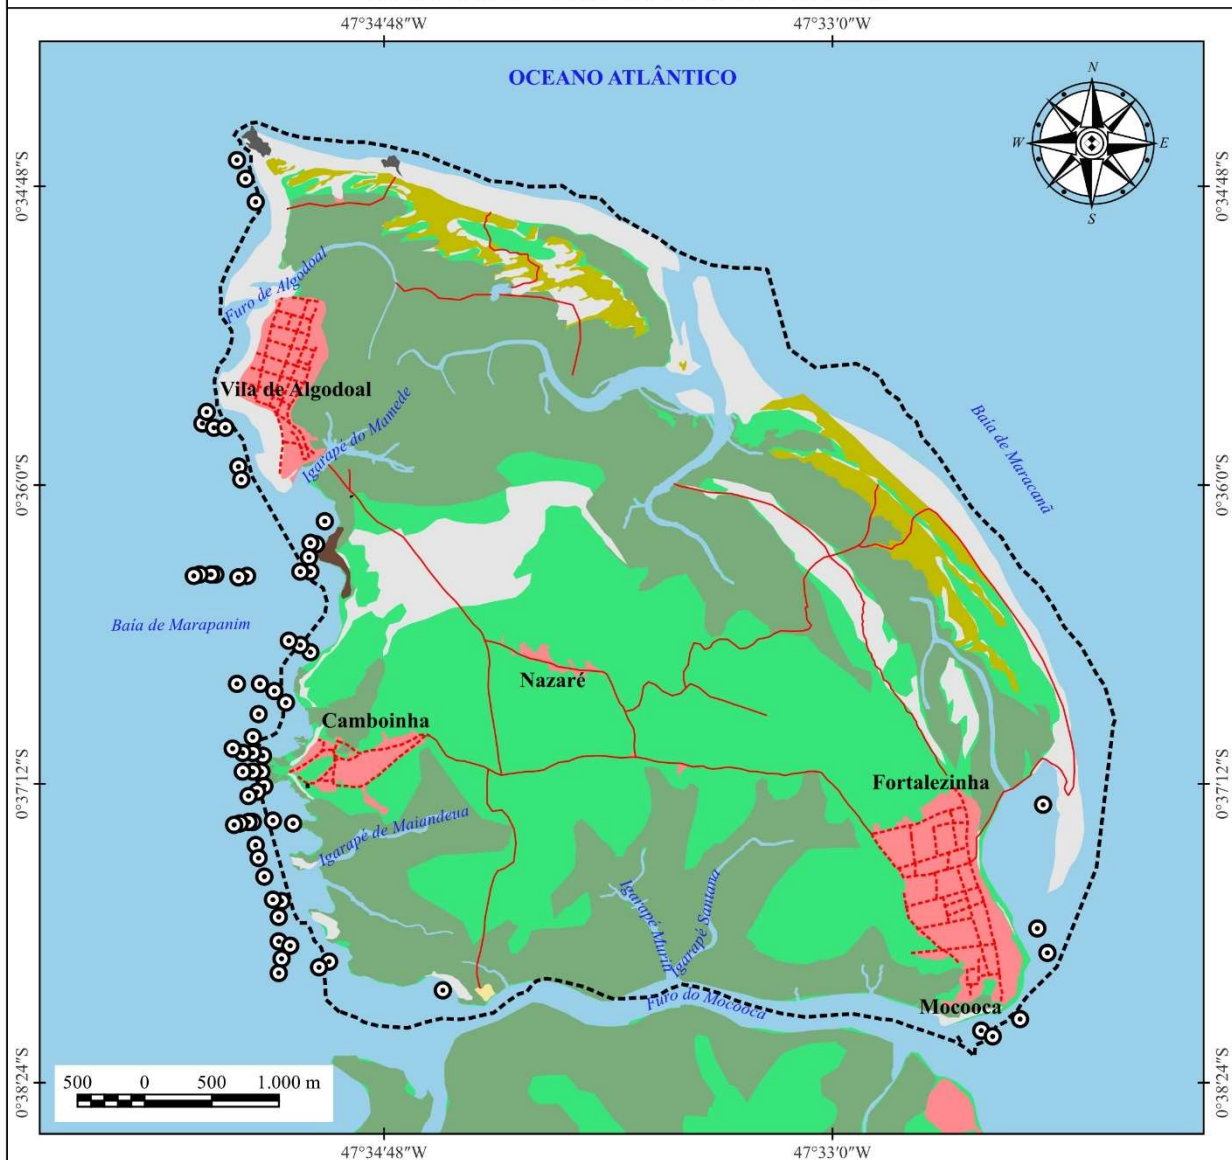 47°34'48"W
47°33'0"W
OCEANO ATLÂNTICO
N
W
E
S
0°34'48"S
0°34'48"S
Furo de Algodoal
Vila de Algodoal
Igarapé do Mamede
Baía de Maracanã
0°36'0"S
0°36'0"S
Baía de Marapanim
Nazaré
Camboinha
0°37'12"S
0°37'12"S
Fortalezinha
Igarapé de Maiandeua
Igarapé Murin
Igarapé Santana
Furo do Mocooca
Mocooca
500 0 500 1.000 m
0°38'24"S
0°38'24"S
47°34'48"W
47°33'0"W